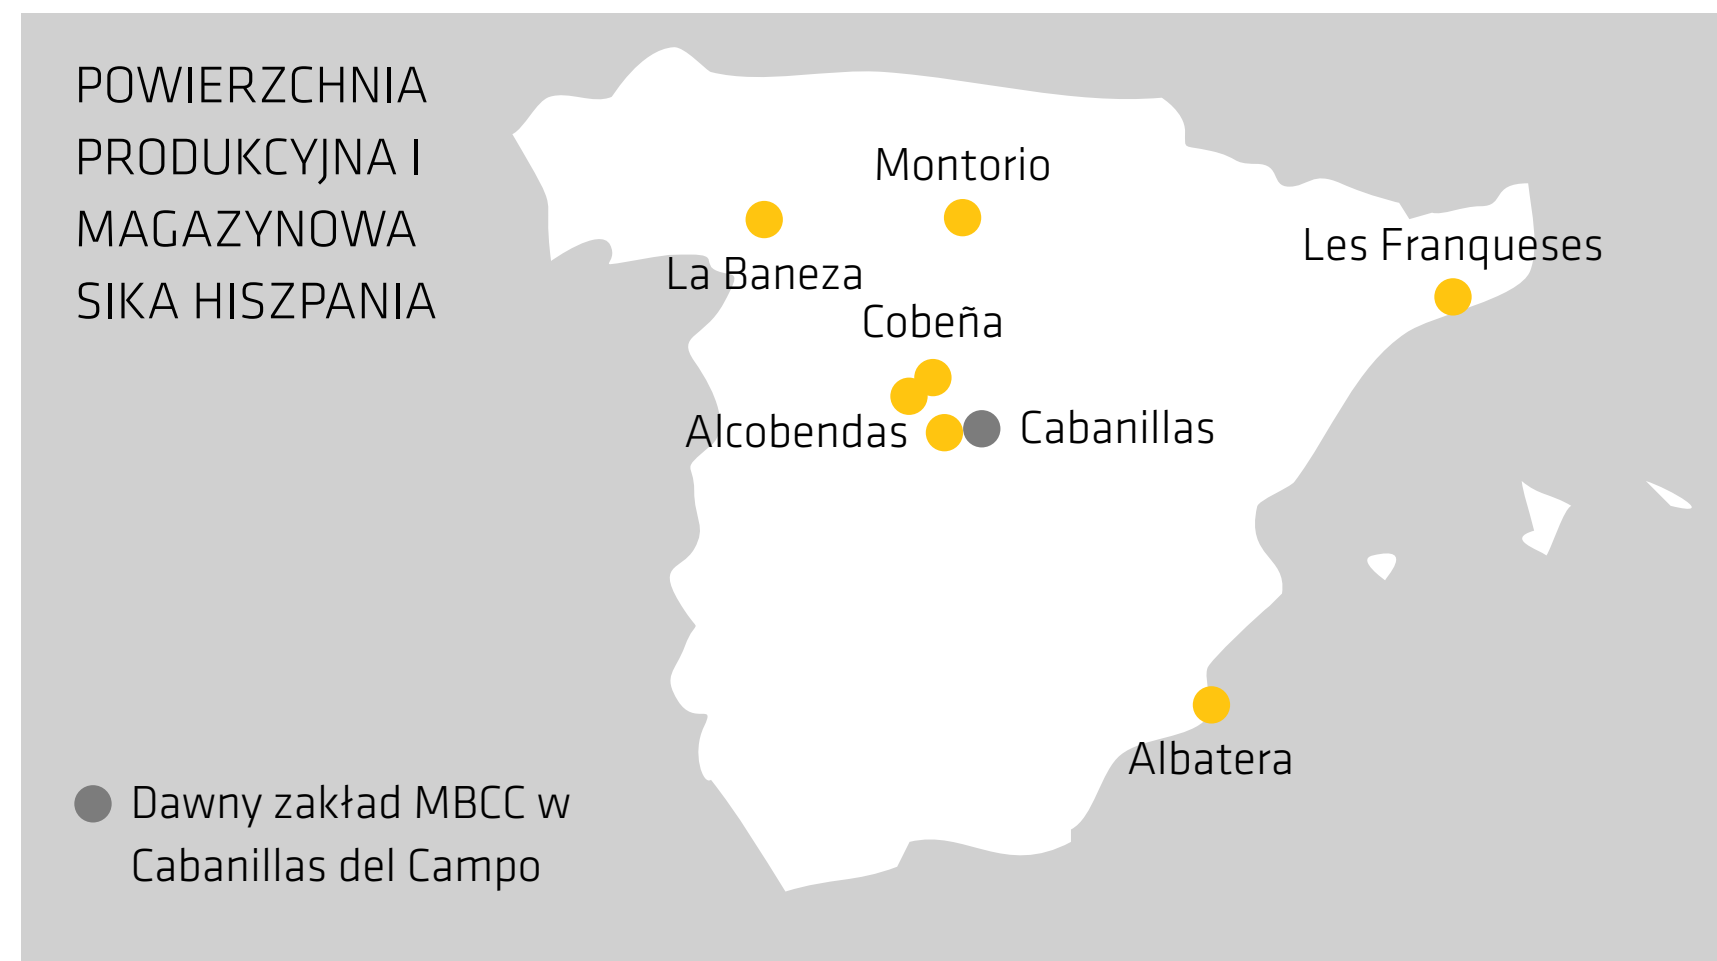 POWIERZCHNIA
PRODUKCYJNA I
MAGAZYNOWA
SIKA HISZPANIA
Montorio
Les Franqueses
La Baneza
Cobeña
Alcobendas
Cabanillas
Albatera
Dawny zakład MBCC w
Cabanillas del Campo